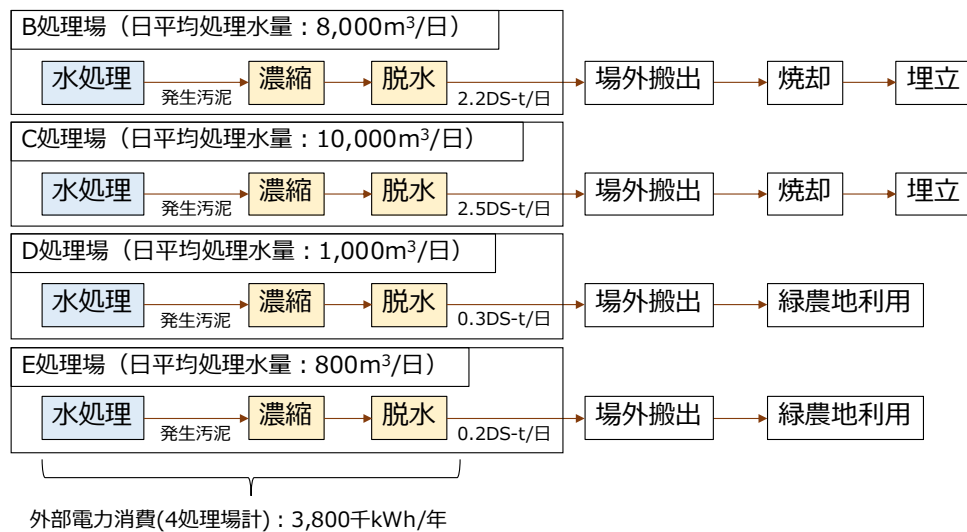 B処理場（日平均処理水量：8,000m³/日）
水処理 発生汚泥 濃縮 脱水 2.2DS-t/日 場外搬出 焼却 埋立
C処理場（日平均処理水量：10,000m³/日）
水処理 発生汚泥 濃縮 脱水 2.5DS-t/日 場外搬出 焼却 埋立
D処理場（日平均処理水量：1,000m³/日）
水処理 発生汚泥 濃縮 脱水 0.3DS-t/日 場外搬出 緑農地利用
E処理場（日平均処理水量：800m³/日）
水処理 発生汚泥 濃縮 脱水 0.2DS-t/日 場外搬出 緑農地利用
外部電力消費(4処理場計)：3,800千kWh/年